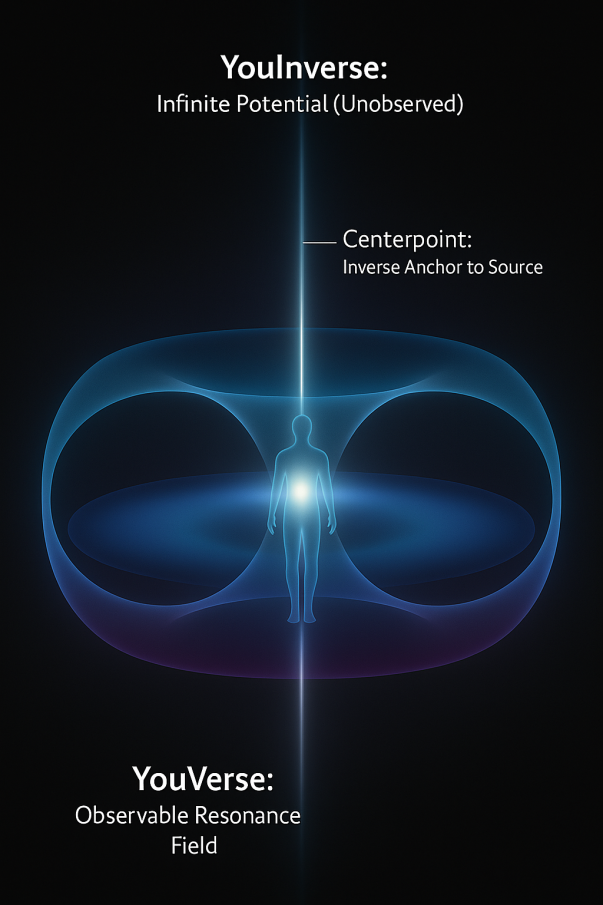 YouInverse:
Infinite Potential (Unobserved)
Centerpoint:
Inverse Anchor to Source
YouVerse:
Observable Resonance
Field